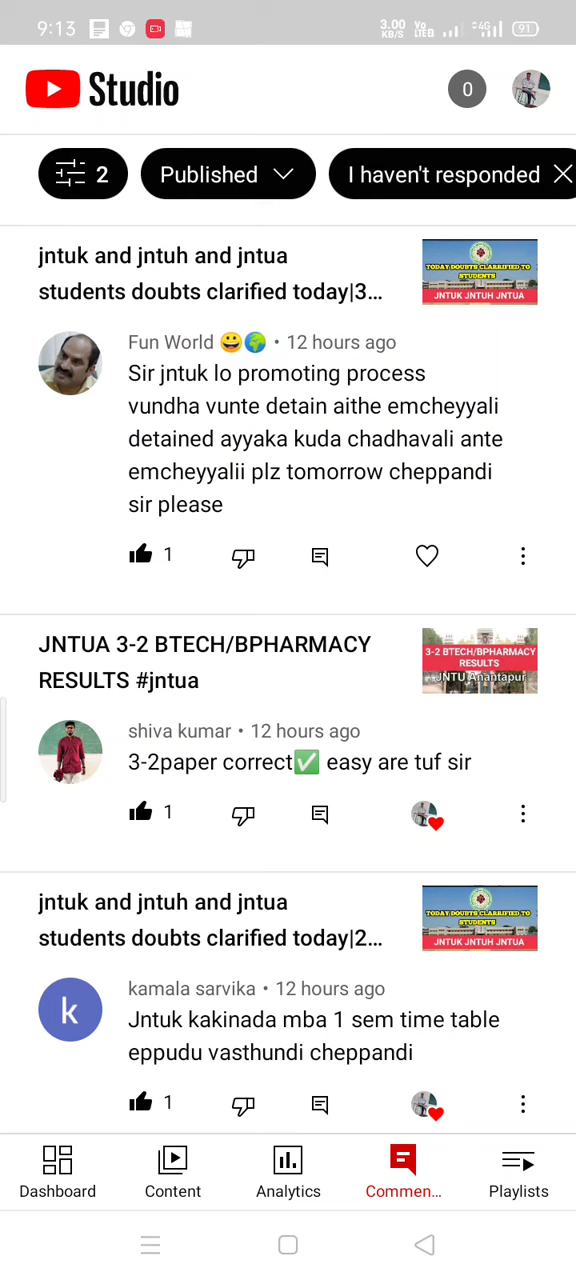 9:13
3.00 KB/S
Vo LTEB
4G
91
Studio
0
2
Published
I haven't responded
jntuk and jntuh and jntua
students doubts clarified today|3...
TODAY DOUBTS CLARRIFIED TO
STUDENTS
JNTUK JNTUH JNTUA
Fun World 😀🌍 • 12 hours ago
Sir jntuk lo promoting process
vundha vunte detain aithe emcheyyali
detained ayyaka kuda chadhavali ante
emcheyyalii plz tomorrow cheppandi
sir please
1
JNTUA 3-2 BTECH/BPHARMACY
RESULTS #jntua
3-2 BTECH/BPHARMACY
RESULTS
JNTU Anantapur
shiva kumar • 12 hours ago
3-2paper correct✅ easy are tuf sir
1
jntuk and jntuh and jntua
students doubts clarified today|2...
TODAY DOUBTS CLARRIFIED TO
STUDENTS
JNTUK JNTUH JNTUA
k
kamala sarvika • 12 hours ago
Jntuk kakinada mba 1 sem time table
eppudu vasthundi cheppandi
1
Dashboard
Content
Analytics
Commen...
Playlists